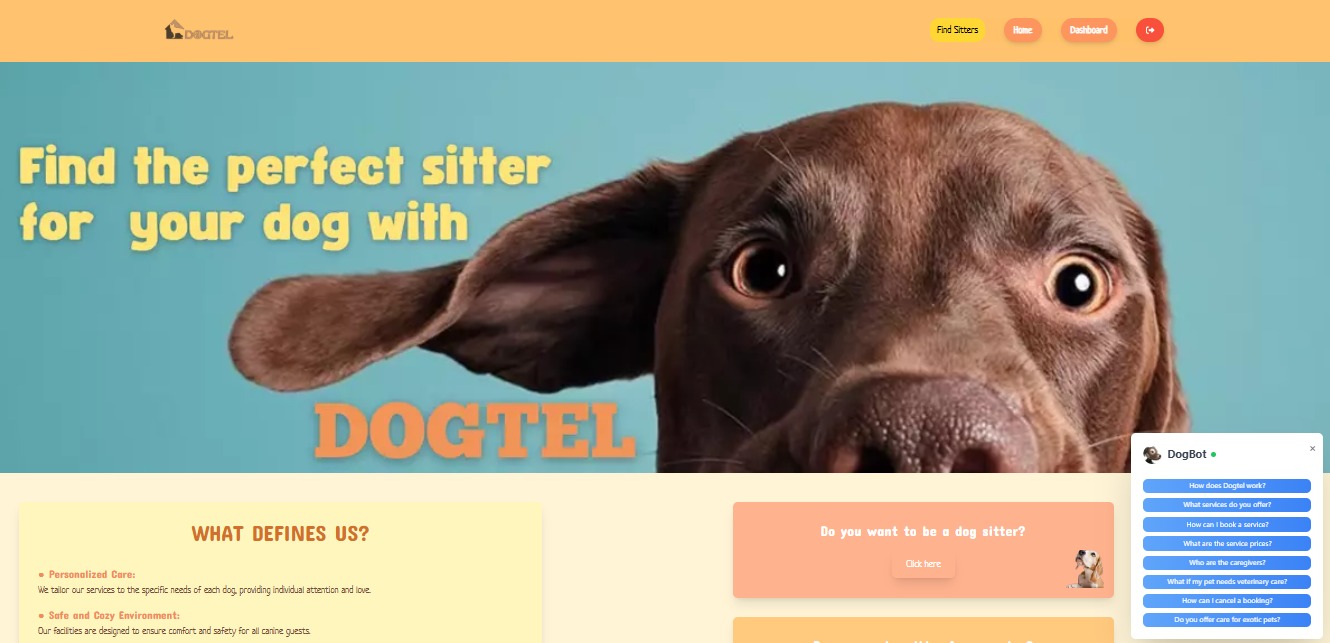 DOGTEL
Find Sitters
Home
Dashboard
Find the perfect sitter
for your dog with
DOGTEL
WHAT DEFINES US?
• Personalized Care:
We tailor our services to the specific needs of each dog, providing individual attention and love.
• Safe and Cozy Environment:
Our facilities are designed to ensure comfort and safety for all canine guests.
Do you want to be a dog sitter?
Click here
DogBot
×
How does Dogtel work?
What services do you offer?
How can I book a service?
What are the service prices?
Who are the caregivers?
What if my pet needs veterinary care?
How can I cancel a booking?
Do you offer care for exotic pets?